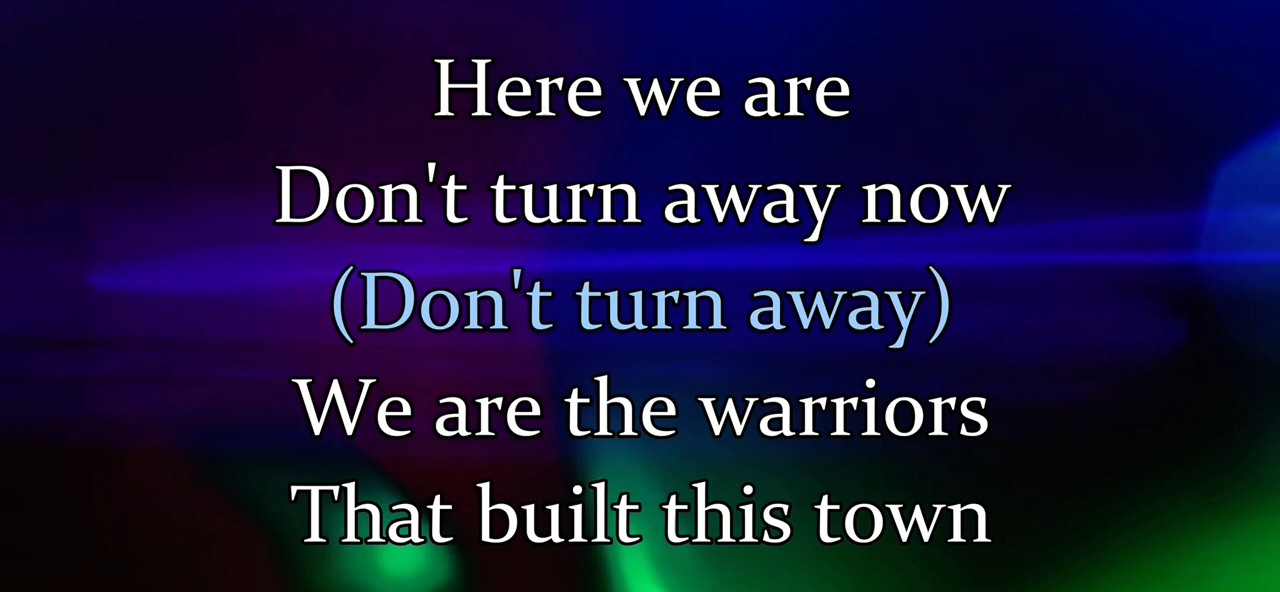 Here we are
Don't turn away now
(Don't turn away)
We are the warriors
That built this town